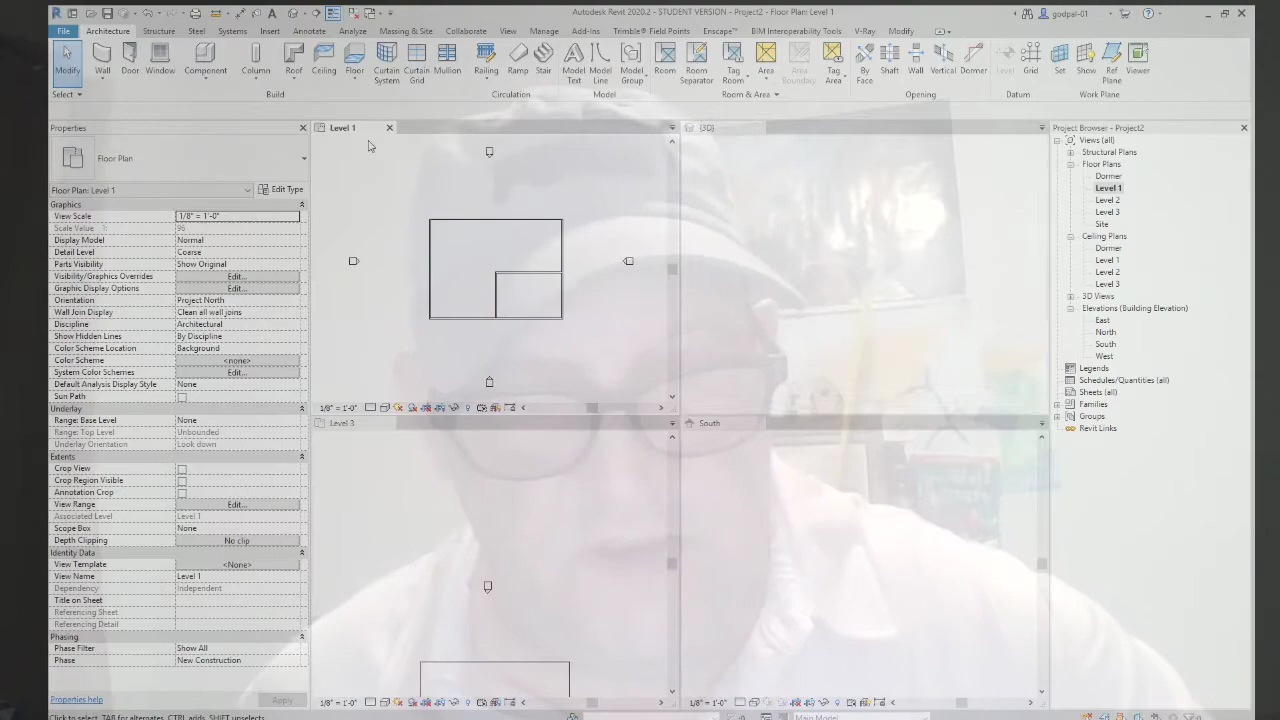 Autodesk Revit 2020.2 - STUDENT VERSION - Project2 - Floor Plan: Level 1
godpal-01
File Architecture Structure Steel Systems Insert Annotate Analyze Massing & Site Collaborate View Manage Add-Ins Trimble® Field Points Enscape™ BIM Interoperability Tools V-Ray Modify
Modify Wall Door Window Component Column Roof Ceiling Floor Curtain System Curtain Grid Mullion Railing Ramp Stair Model Text Model Line Model Group Room Room Separator Tag Room Area Area Boundary Tag Area By Face Shaft Wall Vertical Dormer Level Grid Set Show Ref Plane Viewer
Select Build Circulation Model Room & Area Opening Datum Work Plane
Properties
Floor Plan
Floor Plan: Level 1 Edit Type
Graphics
View Scale 1/8" = 1'-0"
Scale Value 1: 96
Display Model Normal
Detail Level Coarse
Parts Visibility Show Original
Visibility/Graphics Overrides Edit...
Graphic Display Options Edit...
Orientation Project North
Wall Join Display Clean all wall joins
Discipline Architectural
Show Hidden Lines By Discipline
Color Scheme Location Background
Color Scheme <none>
System Color Schemes Edit...
Default Analysis Display Style None
Sun Path
Underlay
Range: Base Level None
Range: Top Level Unbounded
Underlay Orientation Look down
Extents
Crop View
Crop Region Visible
Annotation Crop
View Range Edit...
Associated Level Level 1
Scope Box None
Depth Clipping No clip
Identity Data
View Template <None>
View Name Level 1
Dependency Independent
Title on Sheet
Referencing Sheet
Referencing Detail
Phasing
Phase Filter Show All
Phase New Construction
Properties help Apply
Level 1
1/8" = 1'-0"
{3D}
Level 3
1/8" = 1'-0"
South
1/8" = 1'-0"
Project Browser - Project2
Views (all)
Structural Plans
Floor Plans
Dormer
Level 1
Level 2
Level 3
Site
Ceiling Plans
Dormer
Level 1
Level 2
Level 3
3D Views
Elevations (Building Elevation)
East
North
South
West
Legends
Schedules/Quantities (all)
Sheets (all)
Families
Groups
Revit Links
Click to select, TAB for alternates, CTRL adds, SHIFT unselects.
Main Model